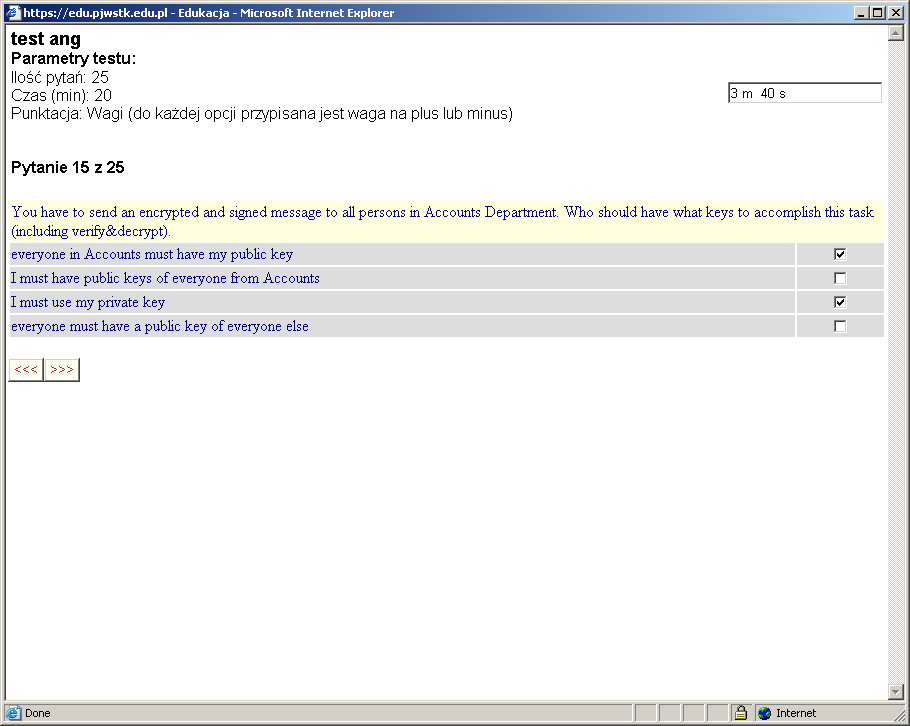 https://edu.pjwstk.edu.pl - Edukacja - Microsoft Internet Explorer
test ang
Parametry testu:
Ilość pytań: 25
Czas (min): 20
3 m 40 s
Punktacja: Wagi (do każdej opcji przypisana jest waga na plus lub minus)
Pytanie 15 z 25
You have to send an encrypted and signed message to all persons in Accounts Department. Who should have what keys to accomplish this task
(including verify&decrypt).
everyone in Accounts must have my public key
I must have public keys of everyone from Accounts
I must use my private key
everyone must have a public key of everyone else
<<< >>>
Done
Internet